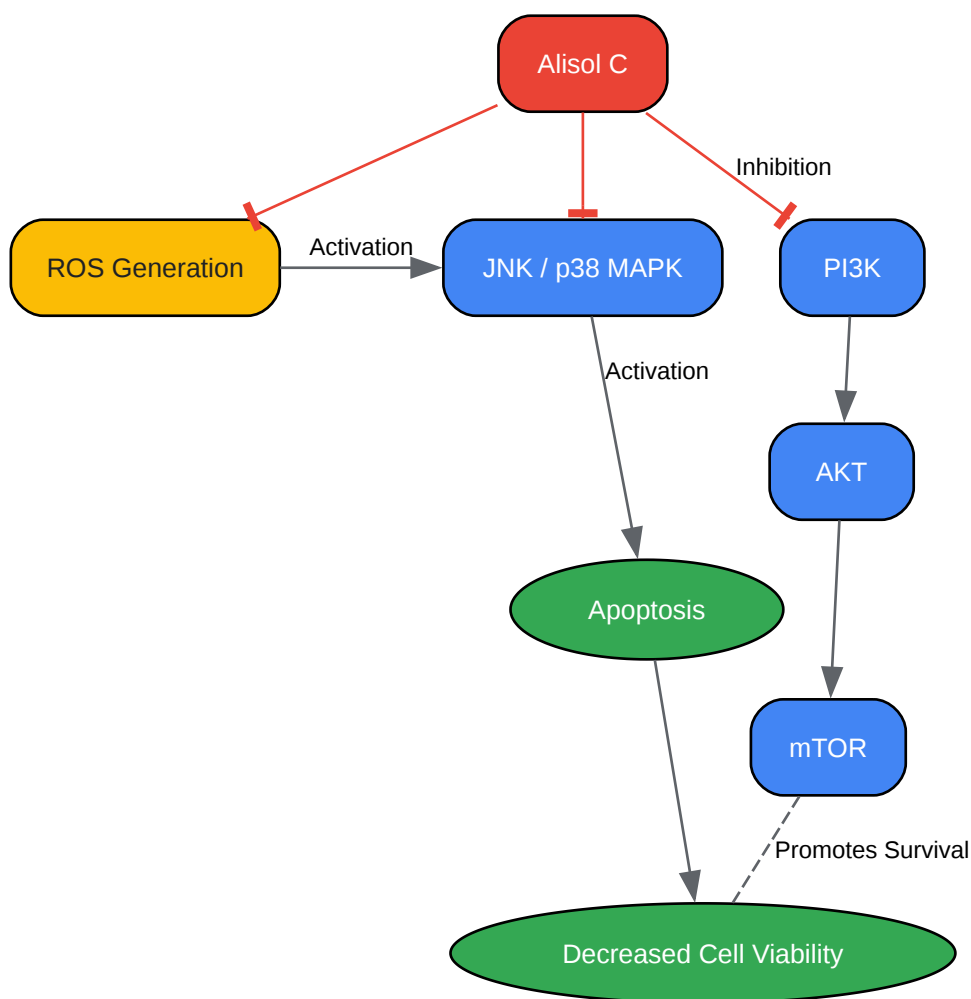 Alisol C
Inhibition
ROS Generation
Activation
JNK / p38 MAPK
PI3K
Activation
AKT
Apoptosis
mTOR
Promotes Survival
Decreased Cell Viability